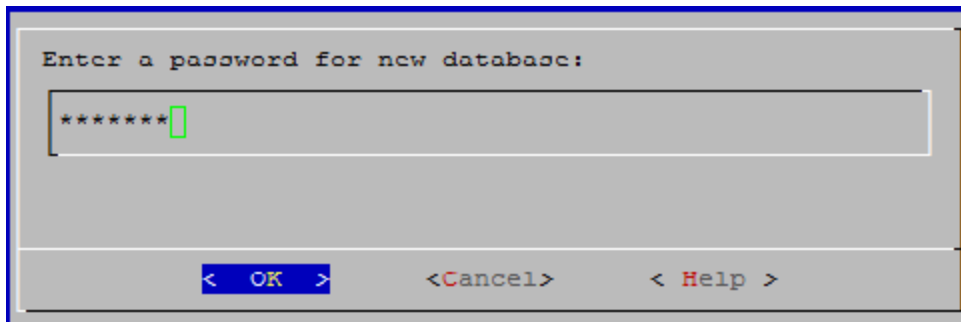 Enter a password for new database:
*******
< OK > <Cancel> < Help >